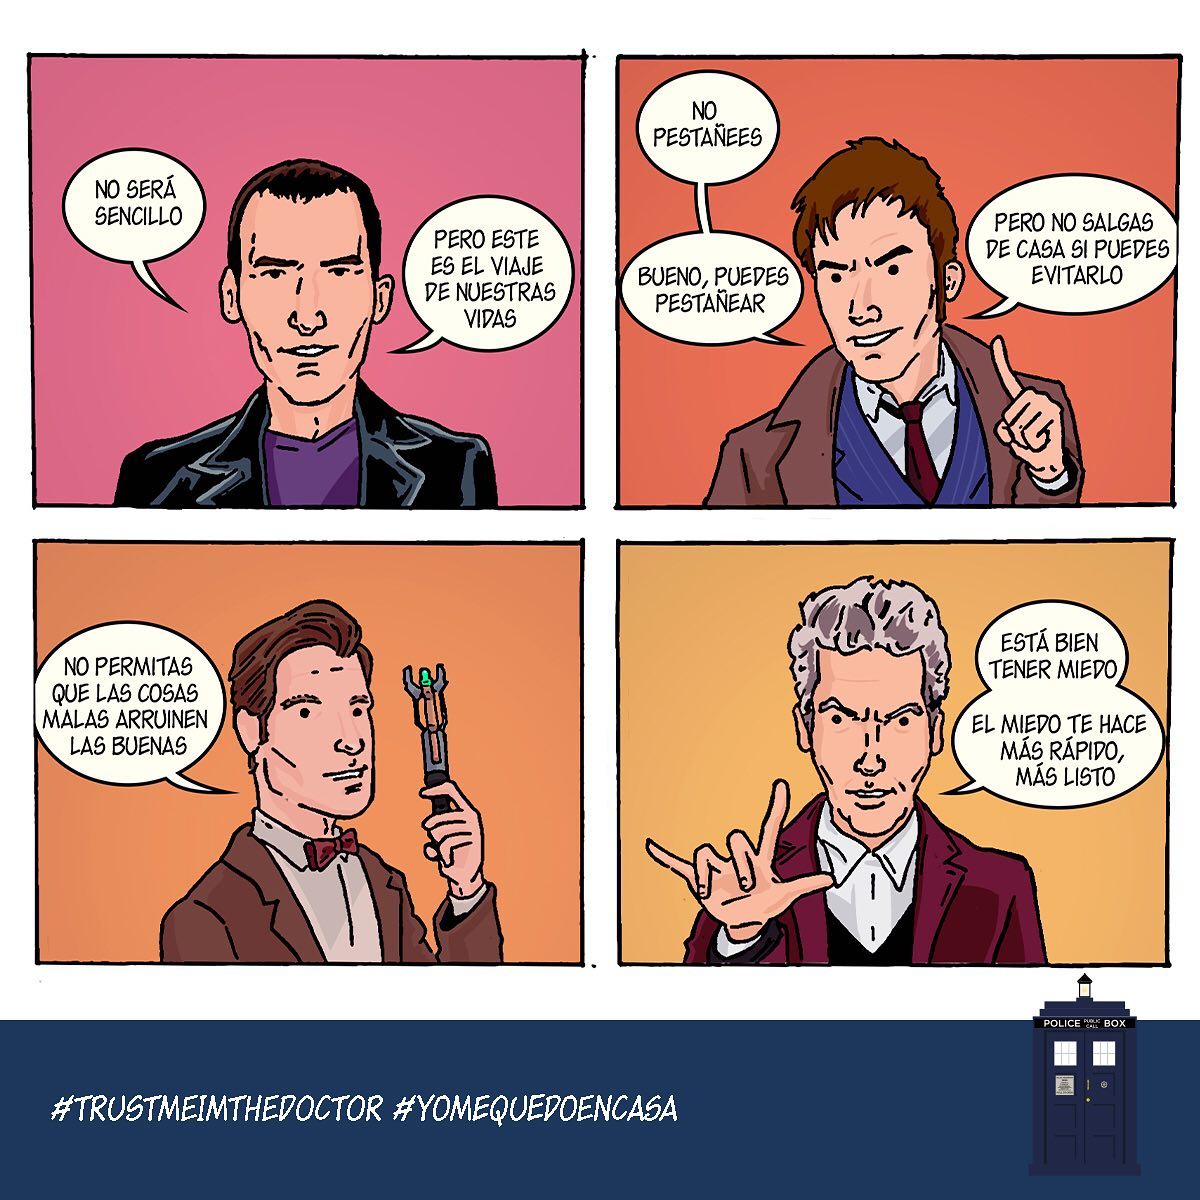 NO SERÁ
SENCILLO
PERO ESTE
ES EL VIAJE
DE NUESTRAS
VIDAS
NO
PESTAÑEES
BUENO, PUEDES
PESTAÑEAR
PERO NO SALGAS
DE CASA SI PUEDES
EVITARLO
NO PERMITAS
QUE LAS COSAS
MALAS ARRUINEN
LAS BUENAS
ESTÁ BIEN
TENER MIEDO
EL MIEDO TE HACE
MÁS RÁPIDO,
MÁS LISTO
POLICE PUBLIC CALL BOX
#TRUSTMEIMTHEDOCTOR #YOMEQUEDOENCASA